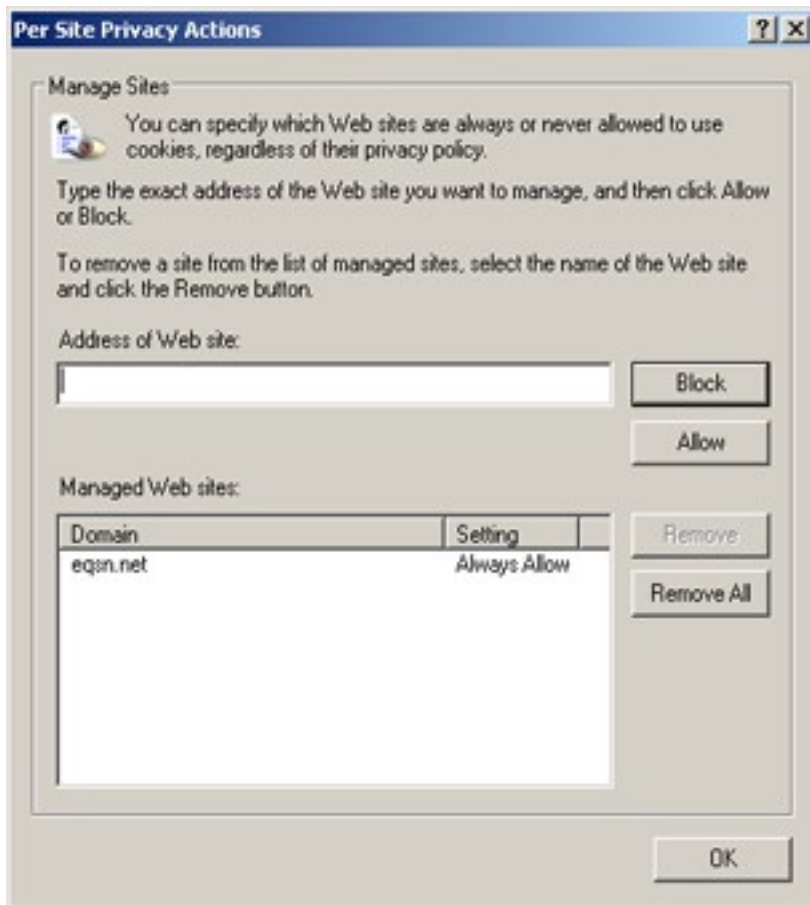 Per Site Privacy Actions
Manage Sites
You can specify which Web sites are always or never allowed to use
cookies, regardless of their privacy policy.
Type the exact address of the Web site you want to manage, and then click Allow
or Block.
To remove a site from the list of managed sites, select the name of the Web site
and click the Remove button.
Address of Web site:
Block
Allow
Managed Web sites:
Domain Setting
Remove
eqsn.net Always Allow
Remove All
OK